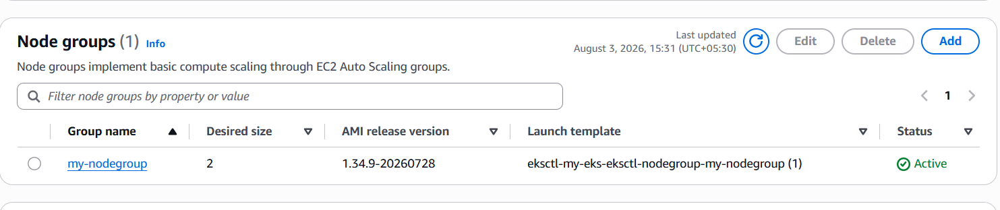 Node groups (1) Info
Last updated
August 3, 2026, 15:31 (UTC+05:30)
Edit
Delete
Add
Node groups implement basic compute scaling through EC2 Auto Scaling groups.
Filter node groups by property or value
1
Group name
Desired size
AMI release version
Launch template
Status
my-nodegroup
2
1.34.9-20260728
eksctl-my-eks-eksctl-nodegroup-my-nodegroup (1)
Active